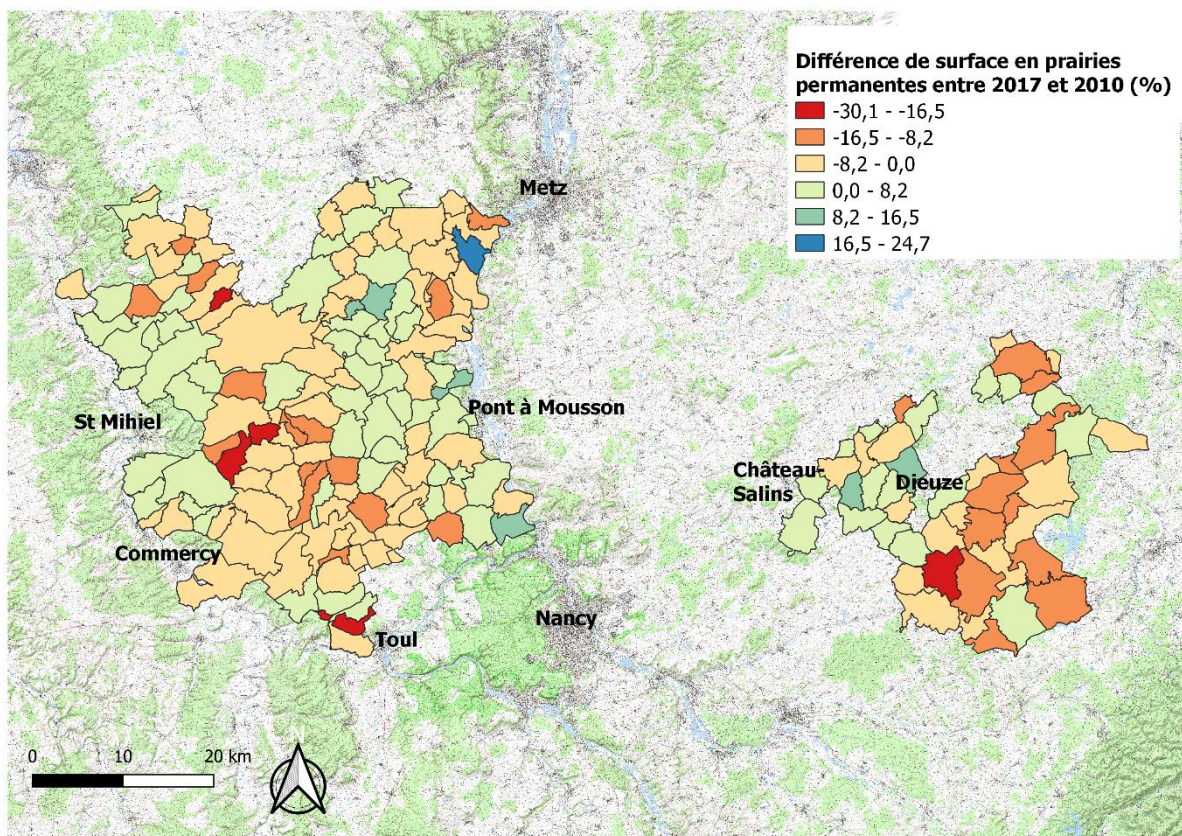 Différence de surface en prairies
permanentes entre 2017 et 2010 (%)
-30,1 - -16,5
-16,5 - -8,2
-8,2 - 0,0
0,0 - 8,2
8,2 - 16,5
16,5 - 24,7
Metz
St Mihiel
Pont à Mousson
Château-
Salins
Dieuze
Commercy
Nancy
Toul
0 10 20 km
N